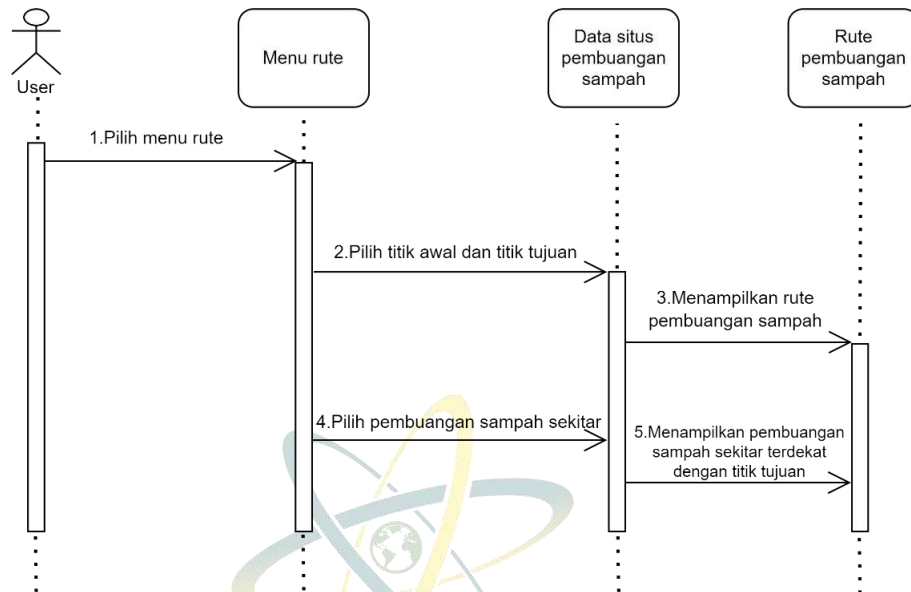 User
Menu rute
Data situs
pembuangan
sampah
Rute
pembuangan
sampah
1.Pilih menu rute
2.Pilih titik awal dan titik tujuan
3.Menampilkan rute
pembuangan sampah
4.Pilih pembuangan sampah sekitar
5.Menampilkan pembuangan
sampah sekitar terdekat
dengan titik tujuan